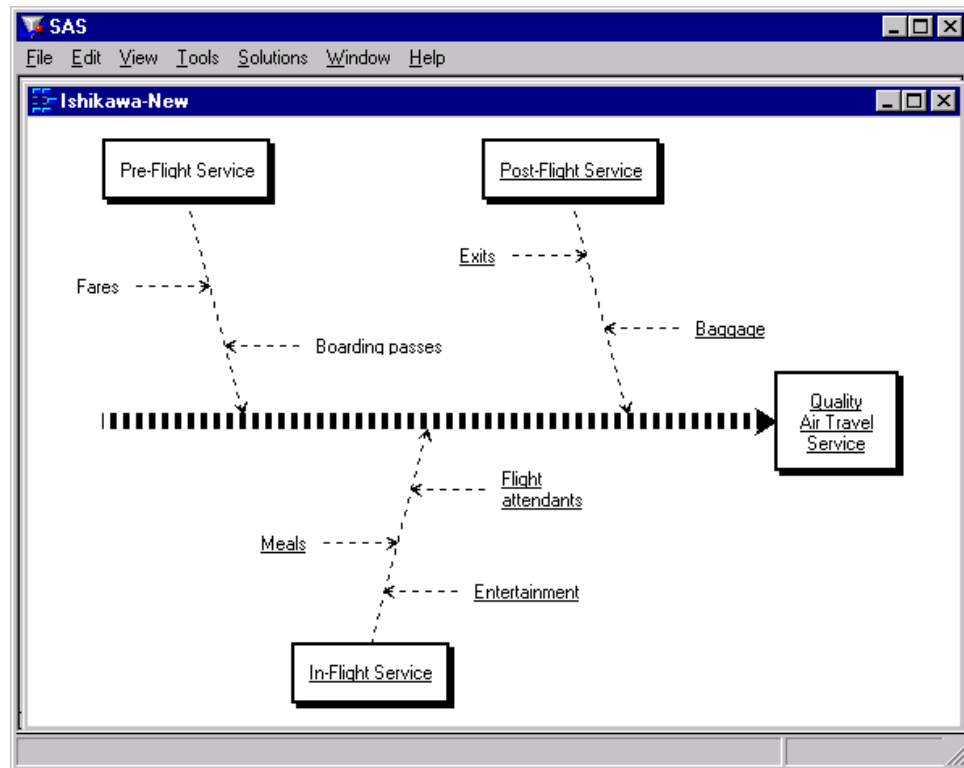 SAS
File Edit View Tools Solutions Window Help
Ishikawa-New
Pre-Flight Service
Post-Flight Service
Exits
Fares
Baggage
Boarding passes
Quality
Air Travel
Service
Flight
attendants
Meals
Entertainment
In-Flight Service